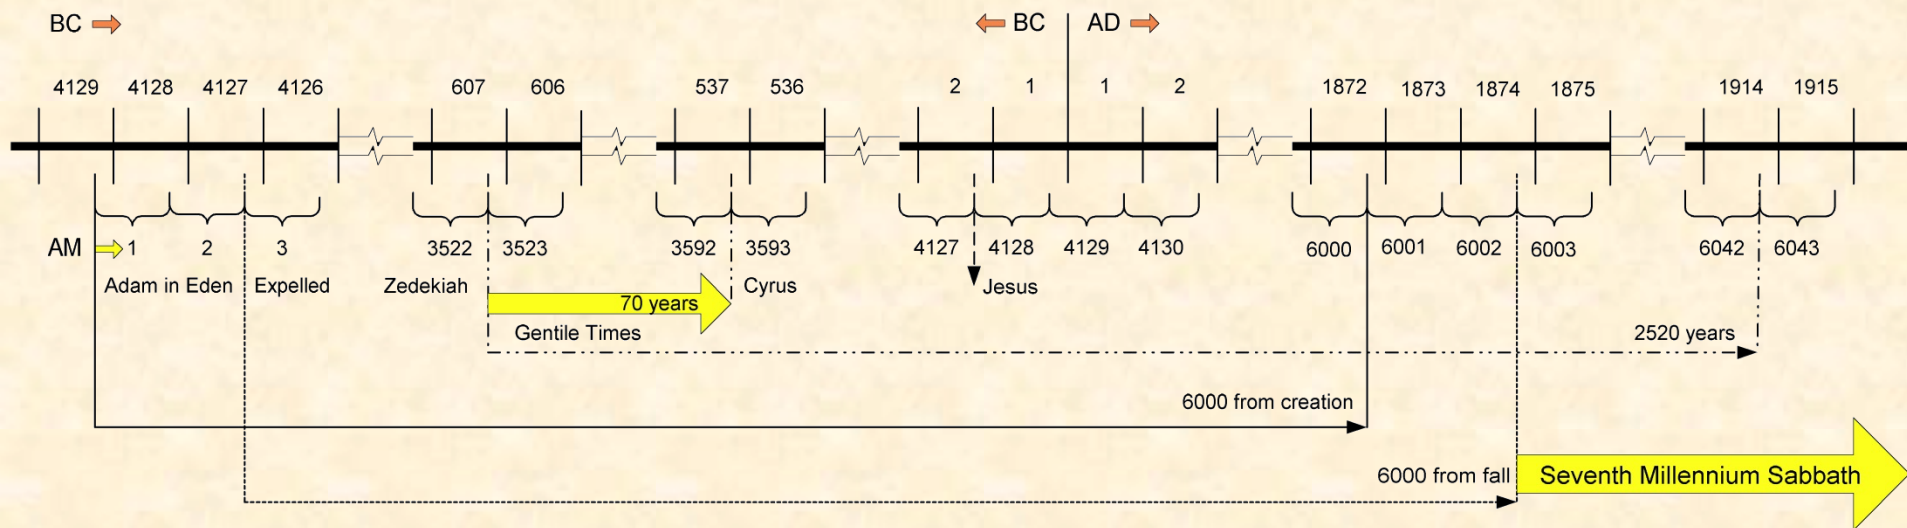 BC BC AD
4129 4128 4127 4126 607 606 537 536 2 1 1 2 1872 1873 1874 1875 1914 1915
AM 1 2 3 3522 3523 3592 3593 4127 4128 4129 4130 6000 6001 6002 6003 6042 6043
Adam in Eden Expelled Zedekiah Cyrus Jesus
70 years
Gentile Times 2520 years
6000 from creation
6000 from fall Seventh Millennium Sabbath